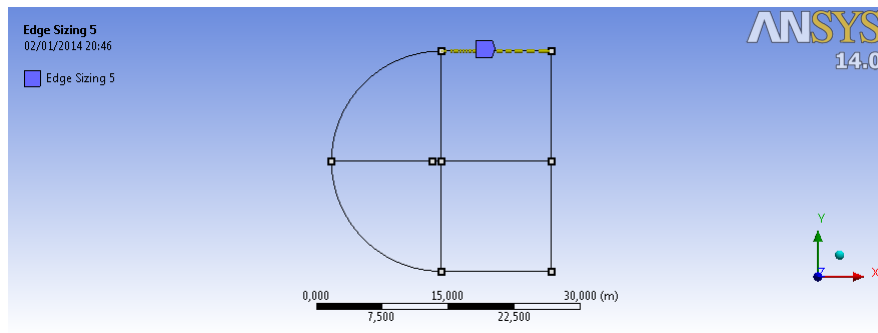 Edge Sizing 5
02/01/2014 20:46
Edge Sizing 5
ANSYS
14.0
0,000 15,000 30,000 (m)
7,500 22,500
Y
Z X